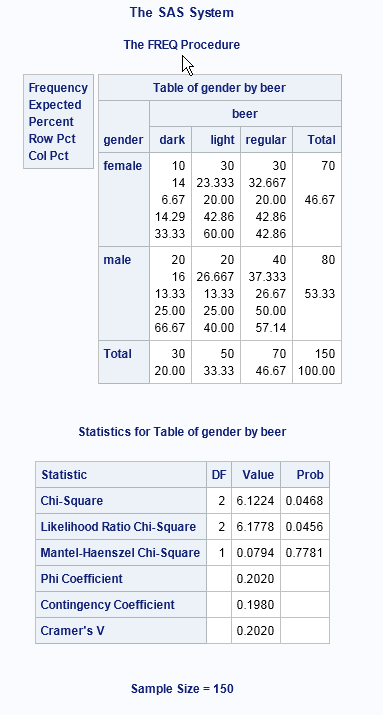 The SAS System
The FREQ Procedure
Frequency
Expected
Percent
Row Pct
Col Pct
Table of gender by beer
beer
gender dark light regular Total
female 10 30 30 70
14 23.333 32.667
6.67 20.00 20.00 46.67
14.29 42.86 42.86
33.33 60.00 42.86
male 20 20 40 80
16 26.667 37.333
13.33 13.33 26.67 53.33
25.00 25.00 50.00
66.67 40.00 57.14
Total 30 50 70 150
20.00 33.33 46.67 100.00
Statistics for Table of gender by beer
Statistic DF Value Prob
Chi-Square 2 6.1224 0.0468
Likelihood Ratio Chi-Square 2 6.1778 0.0456
Mantel-Haenszel Chi-Square 1 0.0794 0.7781
Phi Coefficient 0.2020
Contingency Coefficient 0.1980
Cramer's V 0.2020
Sample Size = 150